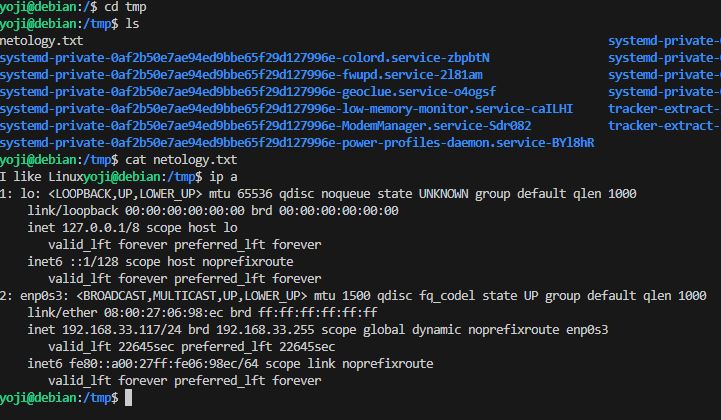 yoji@debian:/$ cd tmp
yoji@debian:/tmp$ ls
netology.txt systemd-private-
systemd-private-0af2b50e7ae94ed9bbe65f29d127996e-colord.service-zbpbtN systemd-private-
systemd-private-0af2b50e7ae94ed9bbe65f29d127996e-fwupd.service-2l81am systemd-private-
systemd-private-0af2b50e7ae94ed9bbe65f29d127996e-geoclue.service-o4ogsf systemd-private-
systemd-private-0af2b50e7ae94ed9bbe65f29d127996e-low-memory-monitor.service-caILHI tracker-extract-
systemd-private-0af2b50e7ae94ed9bbe65f29d127996e-ModemManager.service-Sdr082 tracker-extract-
systemd-private-0af2b50e7ae94ed9bbe65f29d127996e-power-profiles-daemon.service-BYl8hR
yoji@debian:/tmp$ cat netology.txt
I like Linuxyoji@debian:/tmp$ ip a
1: lo: <LOOPBACK,UP,LOWER_UP> mtu 65536 qdisc noqueue state UNKNOWN group default qlen 1000
    link/loopback 00:00:00:00:00:00 brd 00:00:00:00:00:00
    inet 127.0.0.1/8 scope host lo
       valid_lft forever preferred_lft forever
    inet6 ::1/128 scope host noprefixroute
       valid_lft forever preferred_lft forever
2: enp0s3: <BROADCAST,MULTICAST,UP,LOWER_UP> mtu 1500 qdisc fq_codel state UP group default qlen 1000
    link/ether 08:00:27:06:98:ec brd ff:ff:ff:ff:ff:ff
    inet 192.168.33.117/24 brd 192.168.33.255 scope global dynamic noprefixroute enp0s3
       valid_lft 22645sec preferred_lft 22645sec
    inet6 fe80::a00:27ff:fe06:98ec/64 scope link noprefixroute
       valid_lft forever preferred_lft forever
yoji@debian:/tmp$